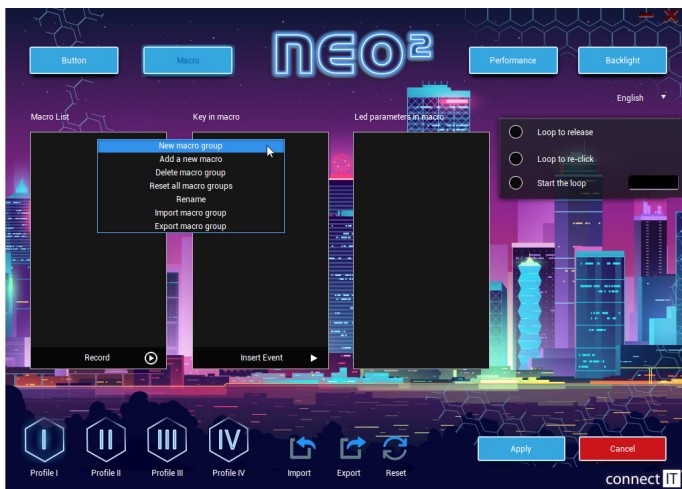 NEO²
Button
Macro
Performance
Backlight
English
Macro List
Key in macro
Led parameters in macro
New macro group
Add a new macro
Delete macro group
Reset all macro groups
Rename
Import macro group
Export macro group
Loop to release
Loop to re-click
Start the loop
Record
Insert Event
I
II
III
IV
Profile I
Profile II
Profile III
Profile IV
Import
Export
Reset
Apply
Cancel
connect IT